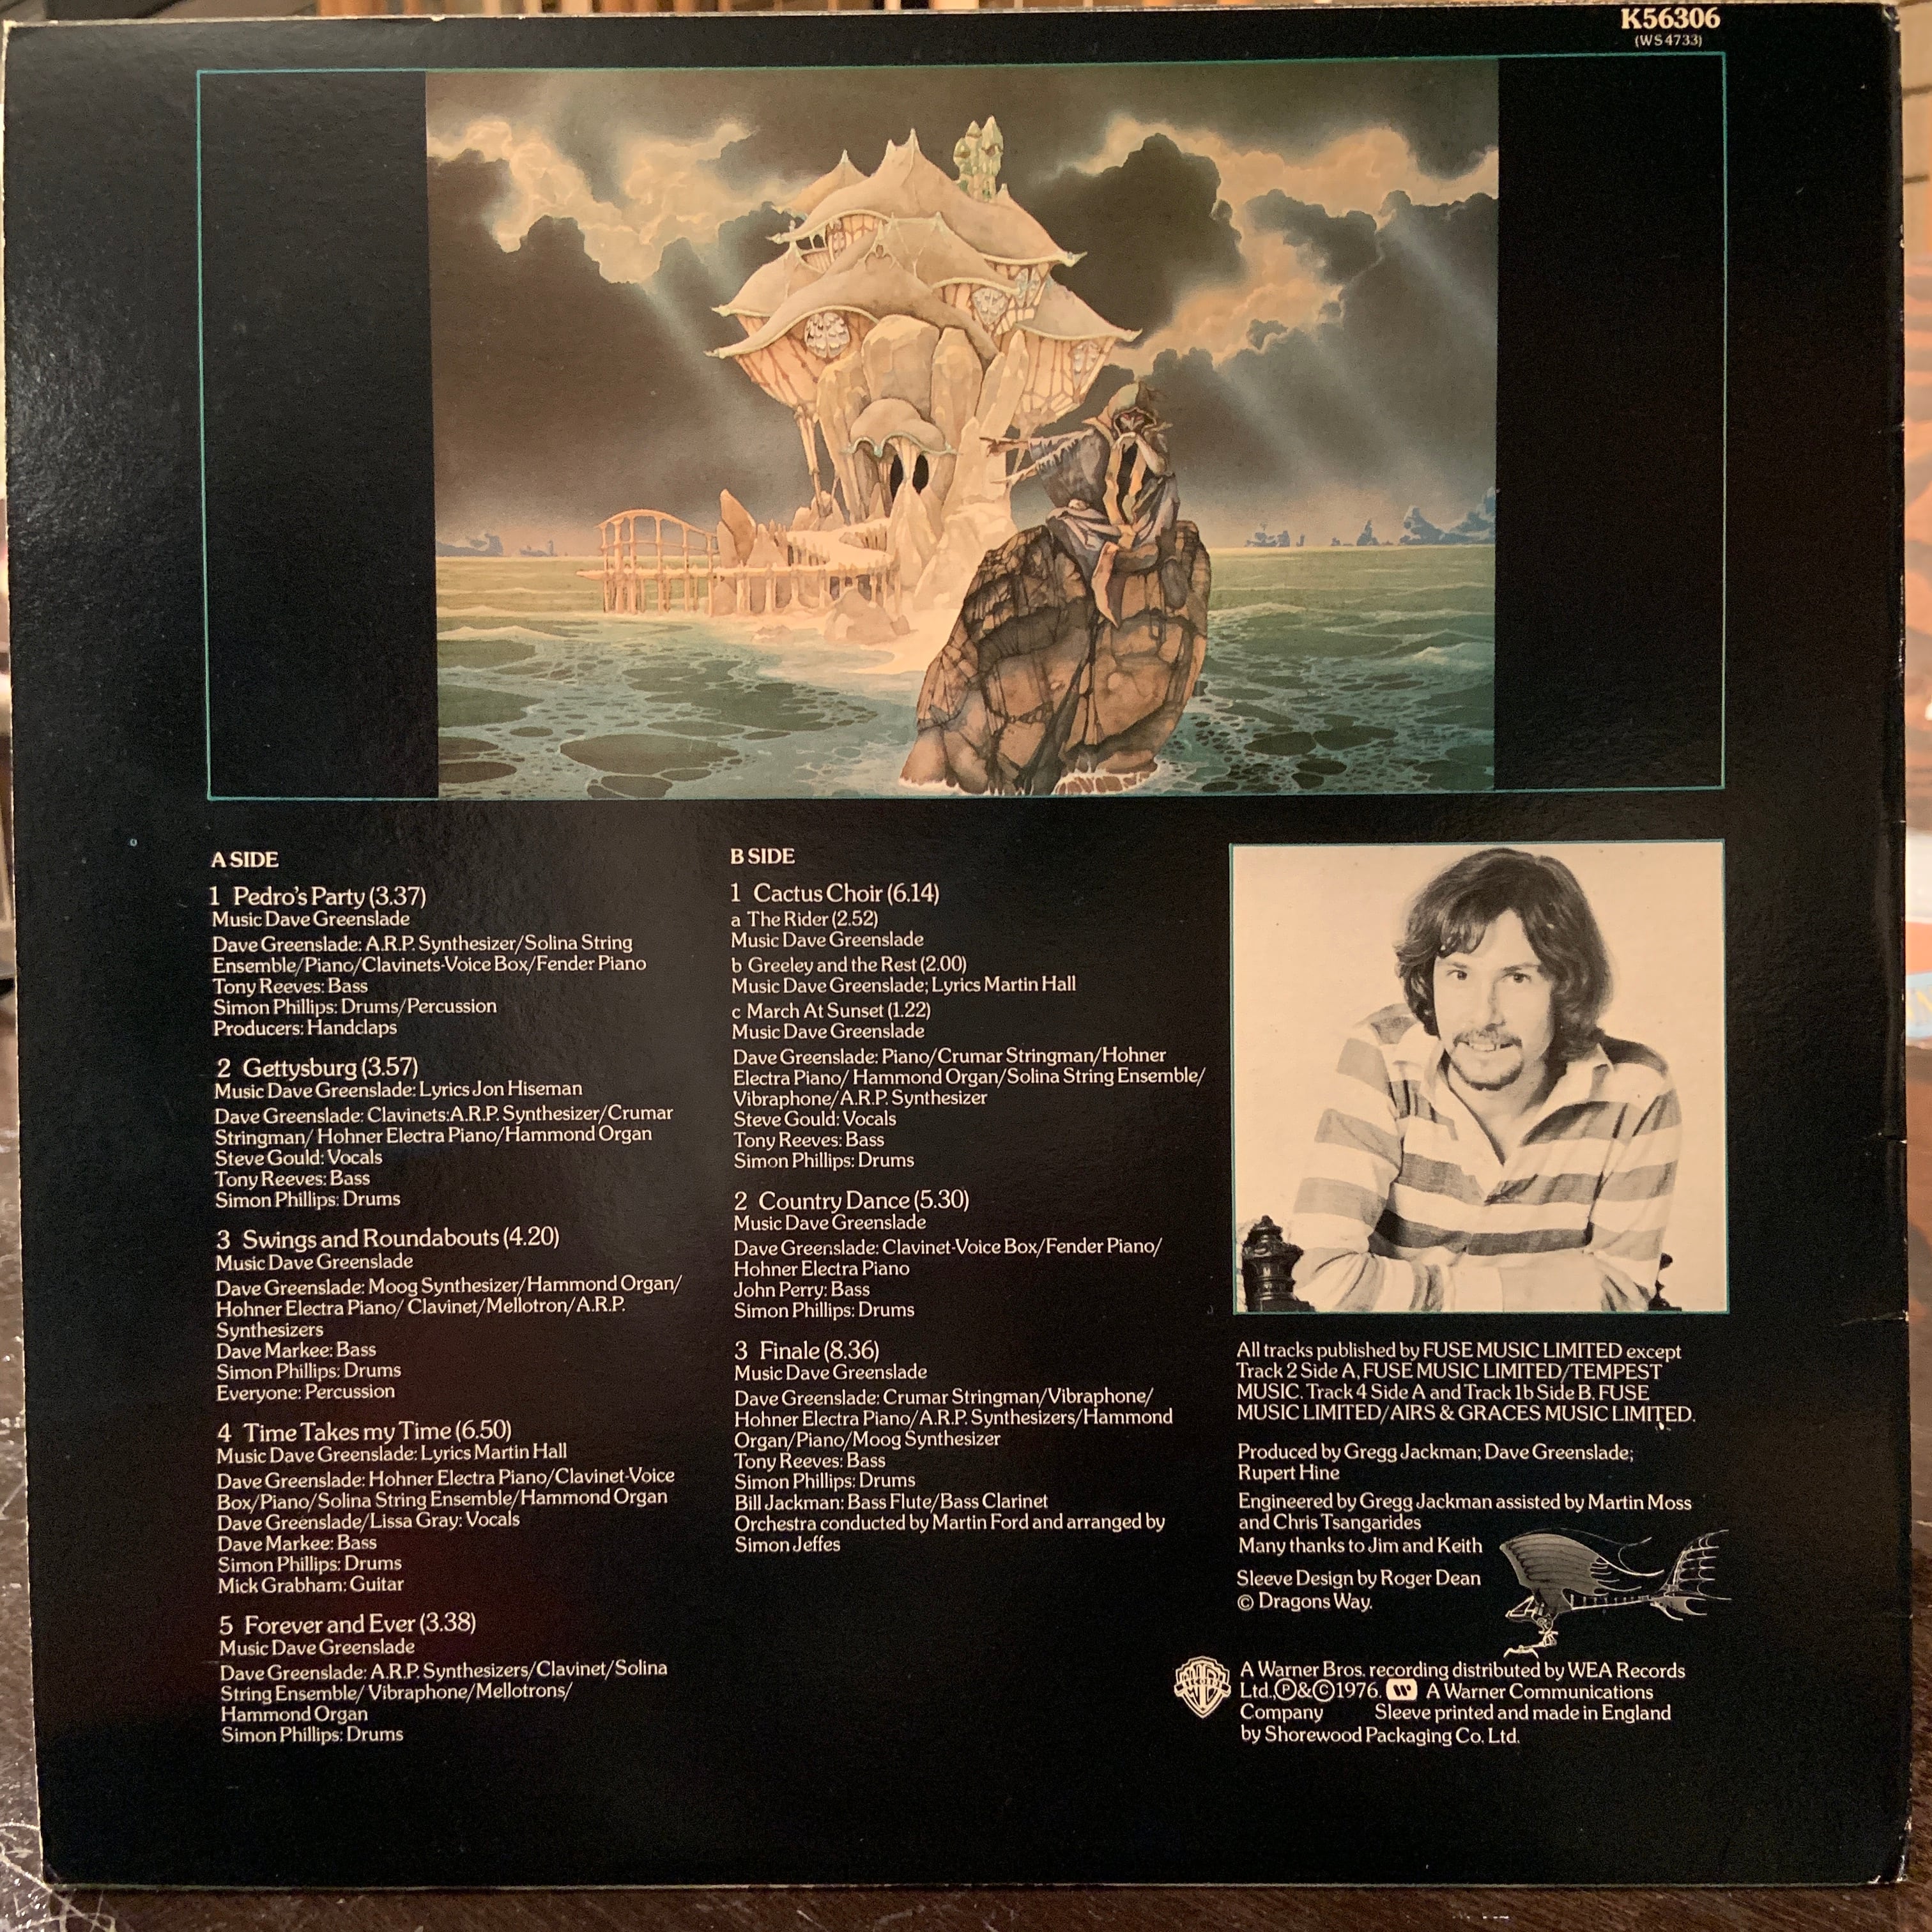 K56306
(WS4733)
A SIDE
1 Pedro's Party (3.37)
Music Dave Greenslade
Dave Greenslade: A.R.P. Synthesizer/Solina String
Ensemble/Piano/Clavinets-Voice Box/Fender Piano
Tony Reeves: Bass
Simon Phillips: Drums/Percussion
Producers: Handclaps
2 Gettysburg (3.57)
Music Dave Greenslade: Lyrics Jon Hiseman
Dave Greenslade: Clavinets:A.R.P. Synthesizer/Crumar
Stringman/ Hohner Electra Piano/Hammond Organ
Steve Gould: Vocals
Tony Reeves: Bass
Simon Phillips: Drums
3 Swings and Roundabouts (4.20)
Music Dave Greenslade
Dave Greenslade: Moog Synthesizer/Hammond Organ/
Hohner Electra Piano/ Clavinet/Mellotron/A.R.P.
Synthesizers
Dave Markee: Bass
Simon Phillips: Drums
Everyone: Percussion
4 Time Takes my Time (6.50)
Music Dave Greenslade: Lyrics Martin Hall
Dave Greenslade: Hohner Electra Piano/Clavinet-Voice
Box/Piano/Solina String Ensemble/Hammond Organ
Dave Greenslade/Lissa Gray: Vocals
Dave Markee: Bass
Simon Phillips: Drums
Mick Grabham: Guitar
5 Forever and Ever (3.38)
Music Dave Greenslade
Dave Greenslade: A.R.P. Synthesizers/Clavinet/Solina
String Ensemble/ Vibraphone/Mellotrons/
Hammond Organ
Simon Phillips: Drums
B SIDE
1 Cactus Choir (6.14)
a The Rider (2.52)
Music Dave Greenslade
b Greeley and the Rest (2.00)
Music Dave Greenslade; Lyrics Martin Hall
c March At Sunset (1.22)
Music Dave Greenslade
Dave Greenslade: Piano/Crumar Stringman/Hohner
Electra Piano/ Hammond Organ/Solina String Ensemble/
Vibraphone/A.R.P. Synthesizer
Steve Gould: Vocals
Tony Reeves: Bass
Simon Phillips: Drums
2 Country Dance (5.30)
Music Dave Greenslade
Dave Greenslade: Clavinet-Voice Box/Fender Piano/
Hohner Electra Piano
John Perry: Bass
Simon Phillips: Drums
3 Finale (8.36)
Music Dave Greenslade
Dave Greenslade: Crumar Stringman/Vibraphone/
Hohner Electra Piano/A.R.P. Synthesizers/Hammond
Organ/Piano/Moog Synthesizer
Tony Reeves: Bass
Simon Phillips: Drums
Bill Jackman: Bass Flute/Bass Clarinet
Orchestra conducted by Martin Ford and arranged by
Simon Jeffes
All tracks published by FUSE MUSIC LIMITED except
Track 2 Side A, FUSE MUSIC LIMITED/TEMPEST
MUSIC. Track 4 Side A and Track 1b Side B. FUSE
MUSIC LIMITED/AIRS & GRACES MUSIC LIMITED.
Produced by Gregg Jackman; Dave Greenslade;
Rupert Hine
Engineered by Gregg Jackman assisted by Martin Moss
and Chris Tsangarides
Many thanks to Jim and Keith
Sleeve Design by Roger Dean
© Dragons Way.
A Warner Bros. recording distributed by WEA Records
Ltd.,Ⓟ&©1976. A Warner Communications
Company Sleeve printed and made in England
by Shorewood Packaging Co. Ltd.